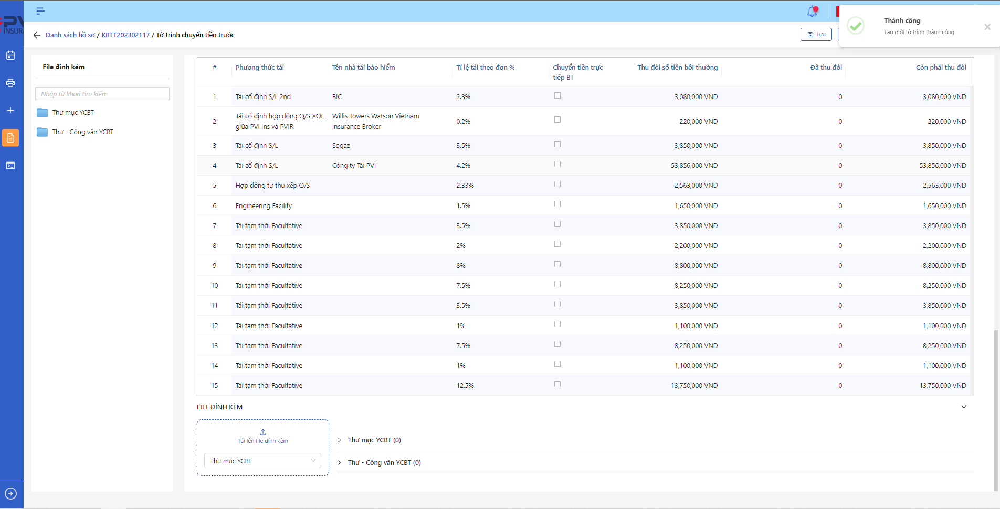 Thành công
Tạo mới tờ trình thành công
Danh sách hồ sơ / KBTT202302117 / Tờ trình chuyển tiền trước
Lưu
INSUR
File đính kèm
Nhập từ khoá tìm kiếm
Thư mục YCBT
Thư - Công văn YCBT
# Phương thức tái Tên nhà tái bảo hiểm Tỉ lệ tái theo đơn % Chuyển tiền trực tiếp BT Thu đòi số tiền bồi thường Đã thu đòi Còn phải thu đòi
1 Tái cố định S/L 2nd BIC 2.8% 3,080,000 VND 0 3,080,000 VND
2 Tái cố định hợp đồng Q/S XOL giữa PVI Ins và PVIR Willis Towers Watson Vietnam Insurance Broker 0.2% 220,000 VND 0 220,000 VND
3 Tái cố định S/L Sogaz 3.5% 3,850,000 VND 0 3,850,000 VND
4 Tái cố định S/L Công ty Tái PVI 4.2% 53,856,000 VND 0 53,856,000 VND
5 Hợp đồng tự thu xếp Q/S 2.33% 2,563,000 VND 0 2,563,000 VND
6 Engineering Facility 1.5% 1,650,000 VND 0 1,650,000 VND
7 Tái tạm thời Facultative 3.5% 3,850,000 VND 0 3,850,000 VND
8 Tái tạm thời Facultative 2% 2,200,000 VND 0 2,200,000 VND
9 Tái tạm thời Facultative 8% 8,800,000 VND 0 8,800,000 VND
10 Tái tạm thời Facultative 7.5% 8,250,000 VND 0 8,250,000 VND
11 Tái tạm thời Facultative 3.5% 3,850,000 VND 0 3,850,000 VND
12 Tái tạm thời Facultative 1% 1,100,000 VND 0 1,100,000 VND
13 Tái tạm thời Facultative 7.5% 8,250,000 VND 0 8,250,000 VND
14 Tái tạm thời Facultative 1% 1,100,000 VND 0 1,100,000 VND
15 Tái tạm thời Facultative 12.5% 13,750,000 VND 0 13,750,000 VND
FILE ĐÍNH KÈM
Tải lên file đính kèm
Thư mục YCBT
Thư mục YCBT (0)
Thư - Công văn YCBT (0)